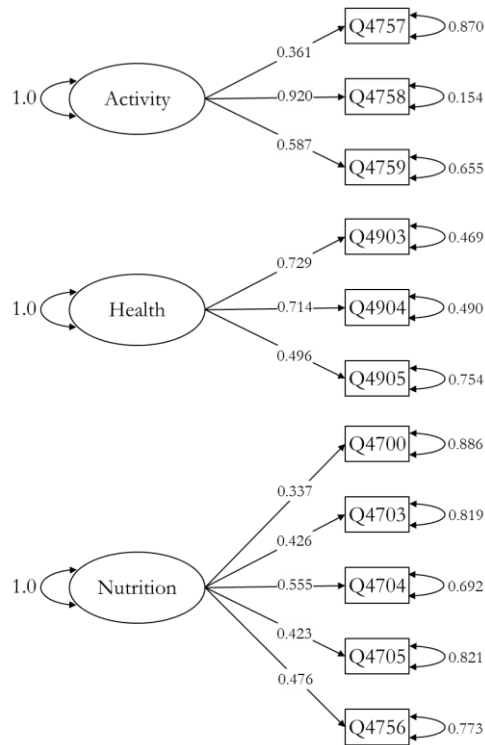 Q4757
0.870
0.361
1.0
Activity
0.920
Q4758
0.154
0.587
Q4759
0.655
Q4903
0.469
0.729
1.0
Health
0.714
Q4904
0.490
0.496
Q4905
0.754
Q4700
0.886
0.337
Q4703
0.819
0.426
1.0
Nutrition
0.555
Q4704
0.692
0.423
Q4705
0.821
0.476
Q4756
0.773